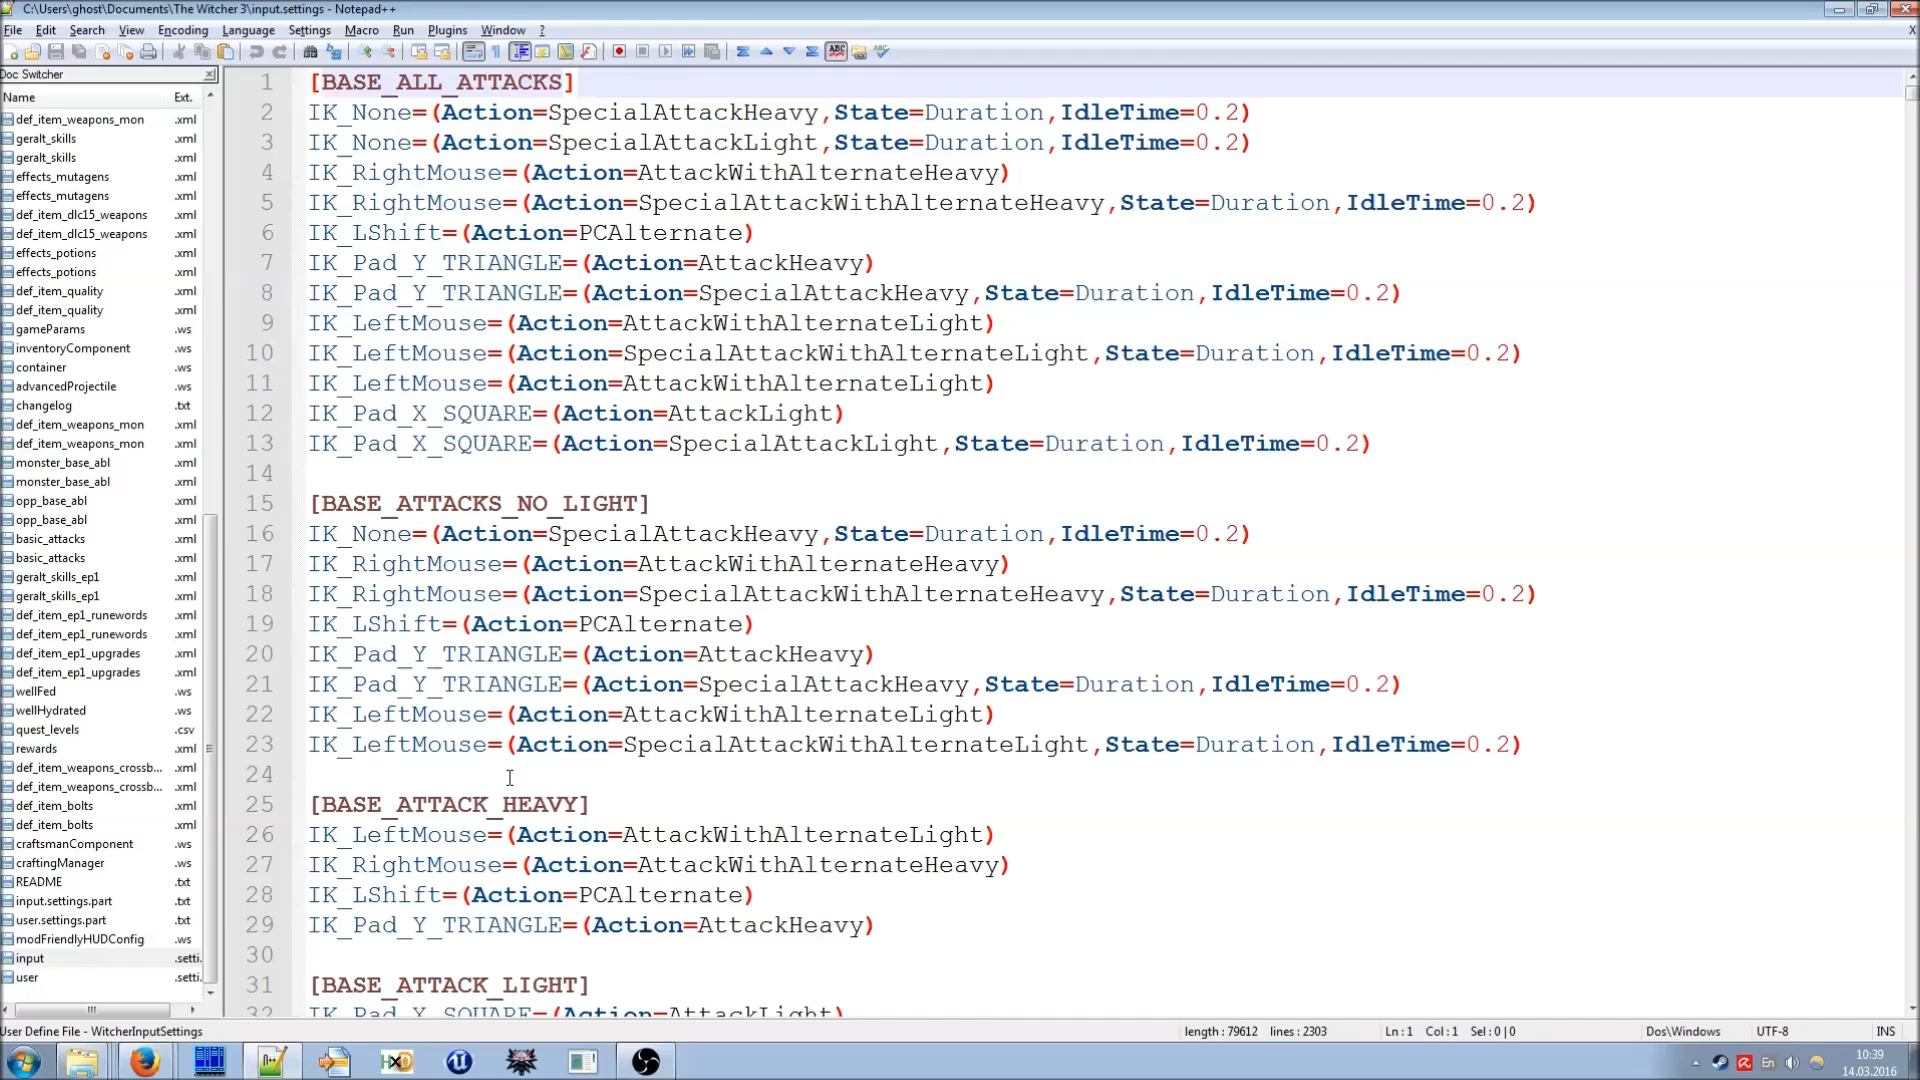 C:\Users\ghost\Documents\The Witcher 3\input.settings - Notepad++
File Edit Search View Encoding Language Settings Macro Run Plugins Window ? X
Doc Switcher
Name Ext.
def_item_weapons_mon .xml
geralt_skills .xml
geralt_skills .xml
effects_mutagens .xml
effects_mutagens .xml
def_item_dlc15_weapons .xml
def_item_dlc15_weapons .xml
effects_potions .xml
effects_potions .xml
def_item_quality .xml
def_item_quality .xml
gameParams .ws
inventoryComponent .ws
container .ws
advancedProjectile .ws
changelog .txt
def_item_weapons_mon .xml
def_item_weapons_mon .xml
monster_base_abl .xml
monster_base_abl .xml
opp_base_abl .xml
opp_base_abl .xml
basic_attacks .xml
basic_attacks .xml
geralt_skills_ep1 .xml
geralt_skills_ep1 .xml
def_item_ep1_runewords .xml
def_item_ep1_runewords .xml
def_item_ep1_upgrades .xml
def_item_ep1_upgrades .xml
wellFed .ws
wellHydrated .ws
quest_levels .csv
rewards .xml
def_item_weapons_crossb... .xml
def_item_weapons_crossb... .xml
def_item_bolts .xml
def_item_bolts .xml
craftsmanComponent .ws
craftingManager .ws
README .txt
input.settings.part .txt
user.settings.part .txt
modFriendlyHUDConfig .ws
input .setti.
user .setti.
1 [BASE_ALL_ATTACKS]
2 IK_None=(Action=SpecialAttackHeavy,State=Duration,IdleTime=0.2)
3 IK_None=(Action=SpecialAttackLight,State=Duration,IdleTime=0.2)
4 IK_RightMouse=(Action=AttackWithAlternateHeavy)
5 IK_RightMouse=(Action=SpecialAttackWithAlternateHeavy,State=Duration,IdleTime=0.2)
6 IK_LShift=(Action=PCAlternate)
7 IK_Pad_Y_TRIANGLE=(Action=AttackHeavy)
8 IK_Pad_Y_TRIANGLE=(Action=SpecialAttackHeavy,State=Duration,IdleTime=0.2)
9 IK_LeftMouse=(Action=AttackWithAlternateLight)
10 IK_LeftMouse=(Action=SpecialAttackWithAlternateLight,State=Duration,IdleTime=0.2)
11 IK_LeftMouse=(Action=AttackWithAlternateLight)
12 IK_Pad_X_SQUARE=(Action=AttackLight)
13 IK_Pad_X_SQUARE=(Action=SpecialAttackLight,State=Duration,IdleTime=0.2)
14
15 [BASE_ATTACKS_NO_LIGHT]
16 IK_None=(Action=SpecialAttackHeavy,State=Duration,IdleTime=0.2)
17 IK_RightMouse=(Action=AttackWithAlternateHeavy)
18 IK_RightMouse=(Action=SpecialAttackWithAlternateHeavy,State=Duration,IdleTime=0.2)
19 IK_LShift=(Action=PCAlternate)
20 IK_Pad_Y_TRIANGLE=(Action=AttackHeavy)
21 IK_Pad_Y_TRIANGLE=(Action=SpecialAttackHeavy,State=Duration,IdleTime=0.2)
22 IK_LeftMouse=(Action=AttackWithAlternateLight)
23 IK_LeftMouse=(Action=SpecialAttackWithAlternateLight,State=Duration,IdleTime=0.2)
24
25 [BASE_ATTACK_HEAVY]
26 IK_LeftMouse=(Action=AttackWithAlternateLight)
27 IK_RightMouse=(Action=AttackWithAlternateHeavy)
28 IK_LShift=(Action=PCAlternate)
29 IK_Pad_Y_TRIANGLE=(Action=AttackHeavy)
30
31 [BASE_ATTACK_LIGHT]
32 IK_Pad_X_SQUARE=(Action=AttackLight)
User Define File - WitcherInputSettings length : 79612 lines : 2303 Ln : 1 Col : 1 Sel : 0 | 0 Dos\Windows UTF-8 INS
En
10:39
14.03.2016